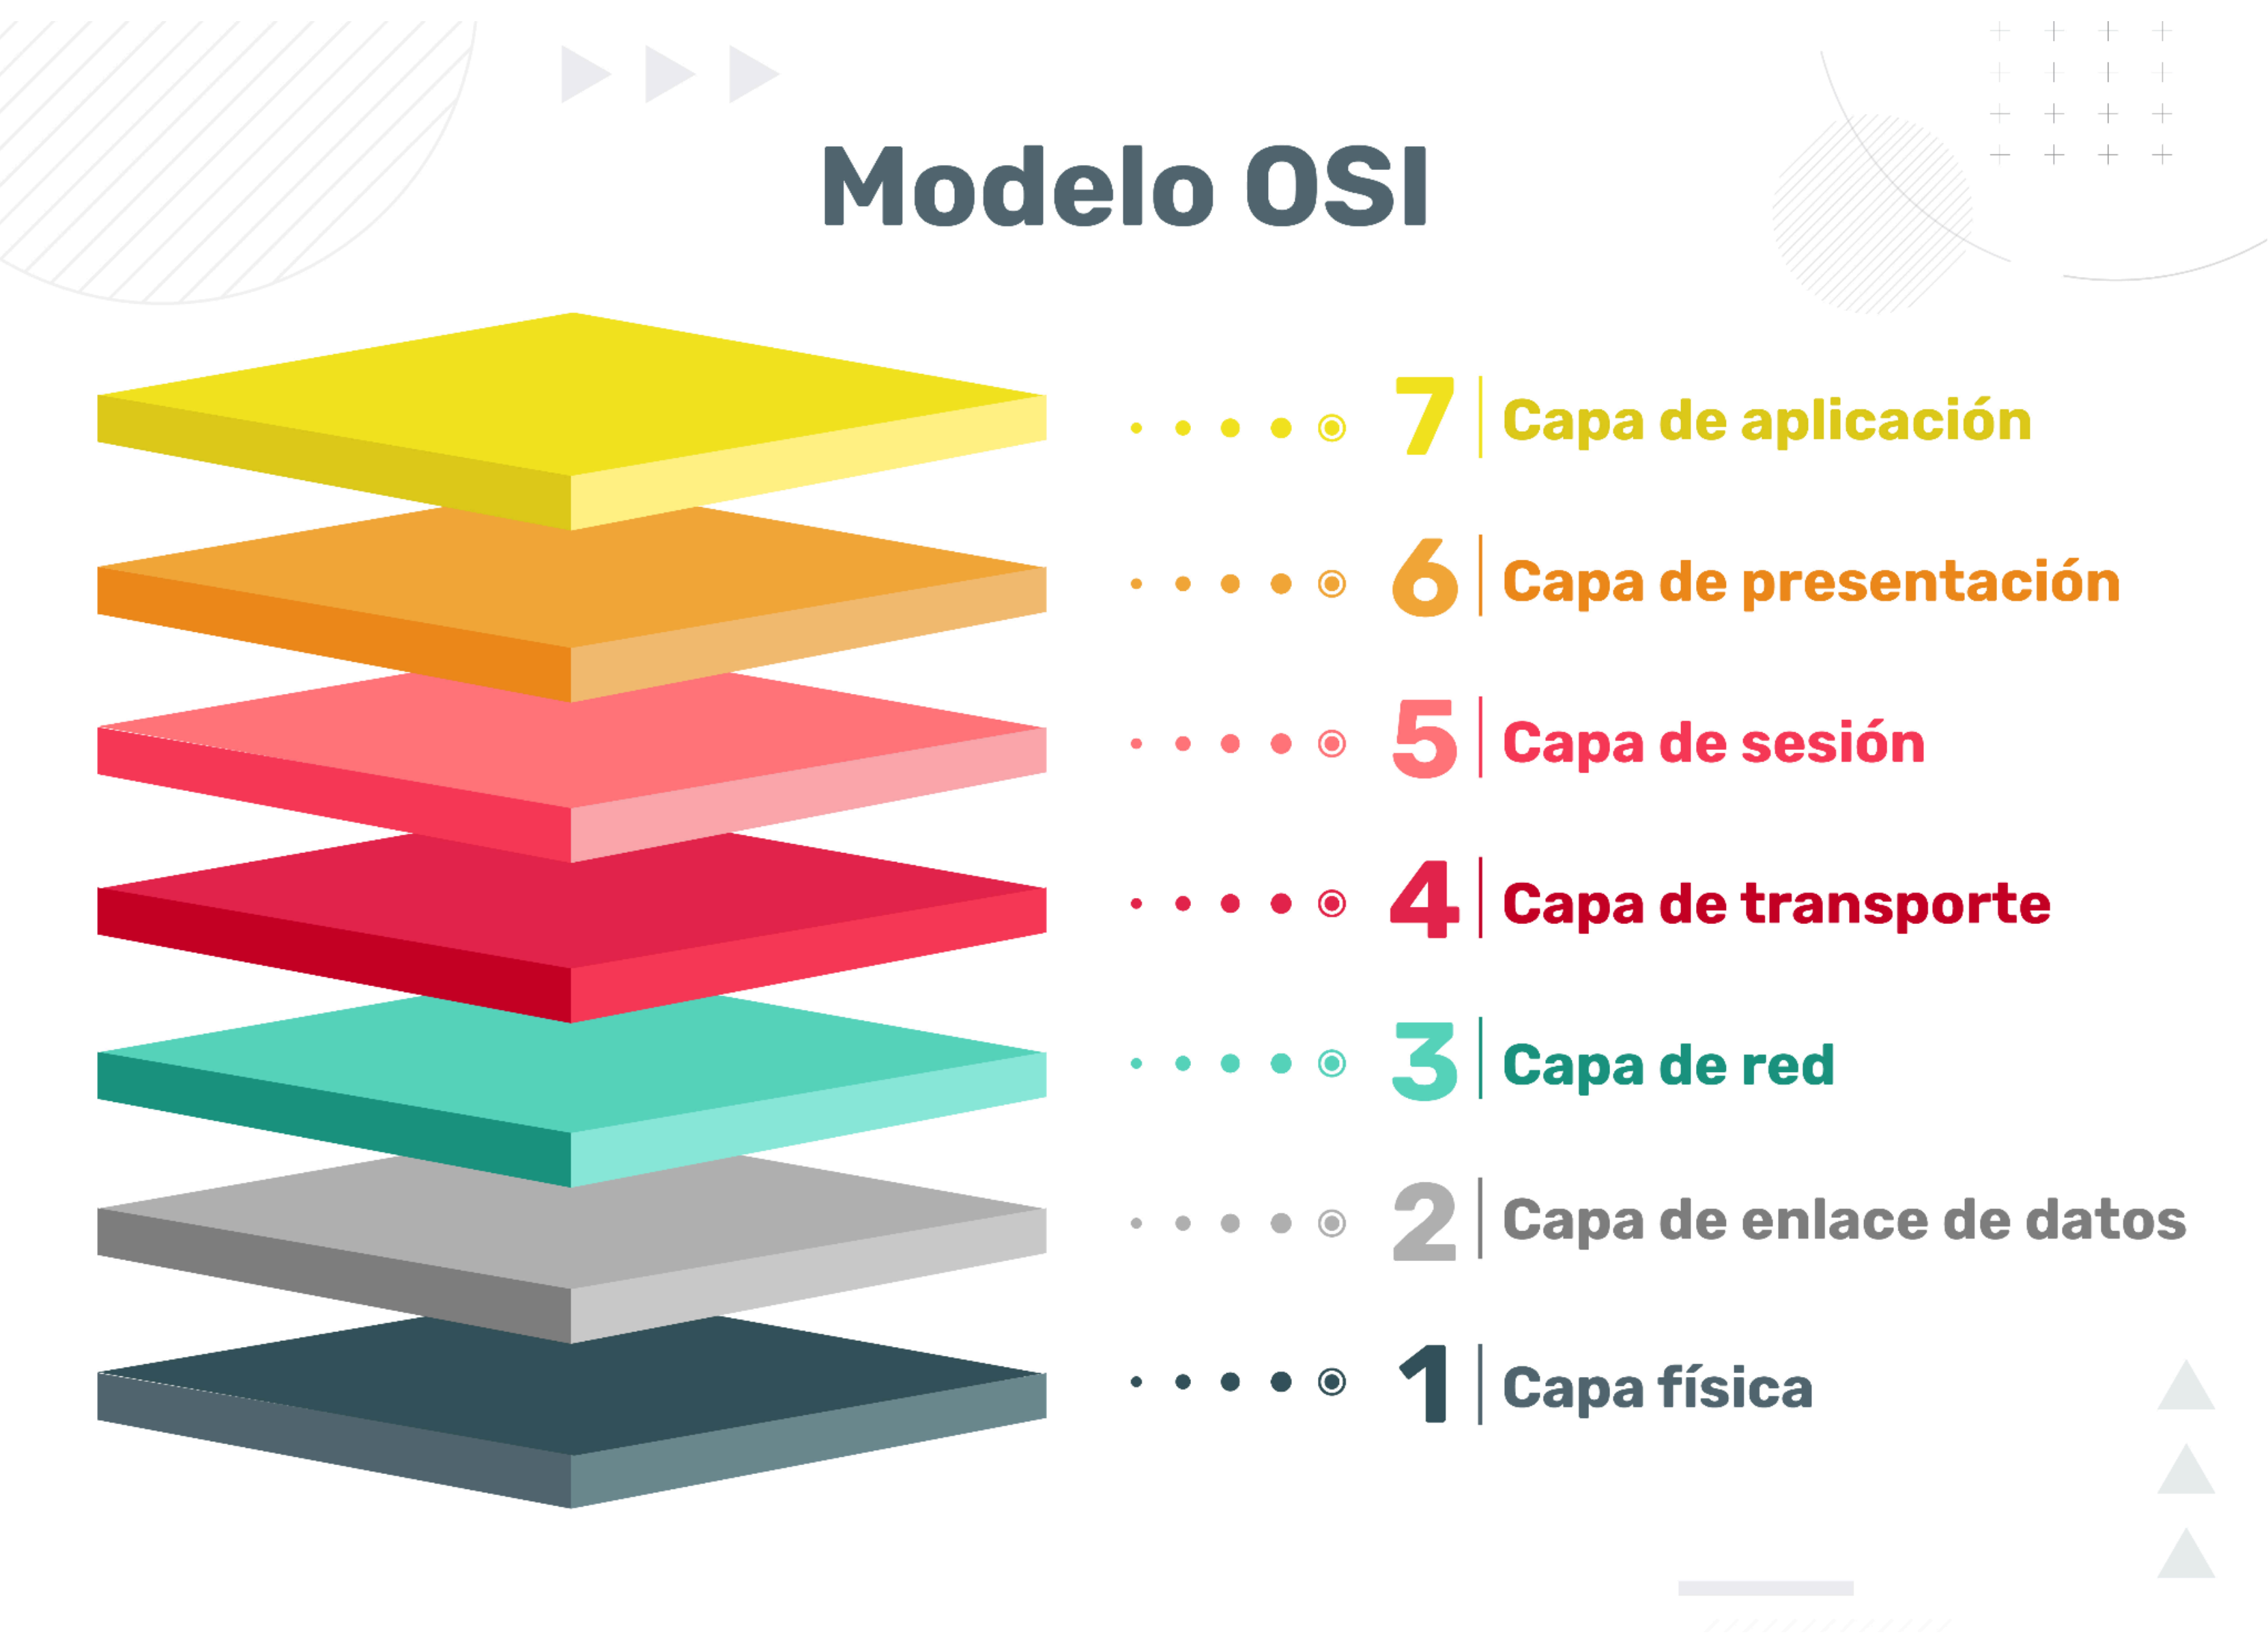 Modelo OSI
7 Capa de aplicación
6 Capa de presentación
5 Capa de sesión
4 Capa de transporte
3 Capa de red
2 Capa de enlace de datos
1 Capa física